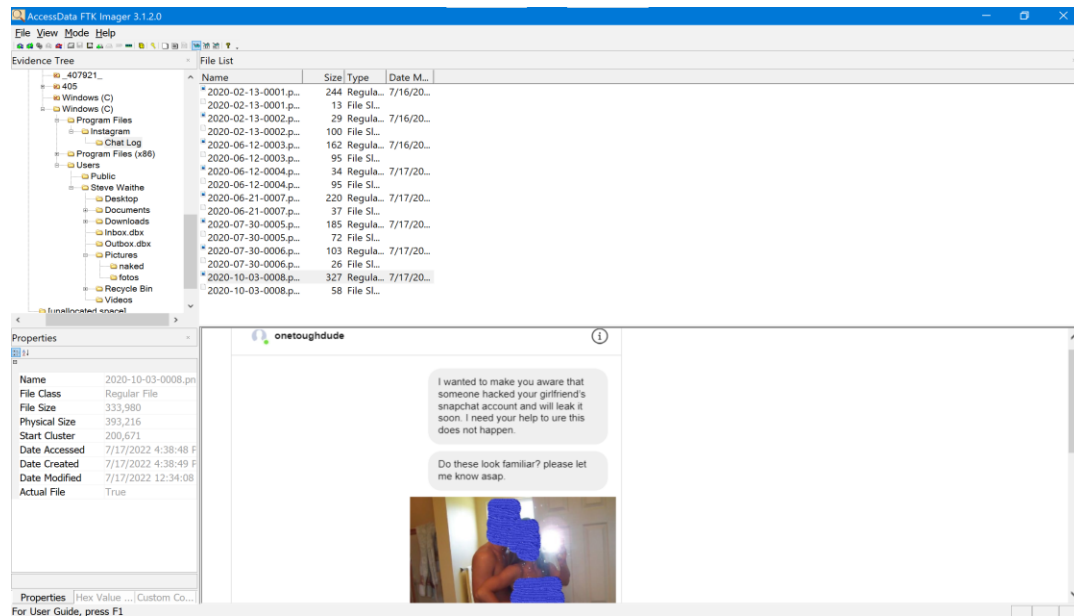 AccessData FTK Imager 3.1.2.0
File View Mode Help
Evidence Tree
_407921_
405
Windows (C)
Windows (C)
Program Files
Instagram
Chat Log
Program Files (x86)
Users
Public
Steve Waithe
Desktop
Documents
Downloads
Inbox.dbx
Outbox.dbx
Pictures
naked
fotos
Recycle Bin
Videos
[unallocated space]
File List
Name Size Type Date M...
2020-02-13-0001.p... 244 Regula... 7/16/20...
2020-02-13-0001.p... 13 File Sl...
2020-02-13-0002.p... 29 Regula... 7/16/20...
2020-02-13-0002.p... 100 File Sl...
2020-06-12-0003.p... 162 Regula... 7/16/20...
2020-06-12-0003.p... 95 File Sl...
2020-06-12-0004.p... 34 Regula... 7/17/20...
2020-06-12-0004.p... 95 File Sl...
2020-06-21-0007.p... 220 Regula... 7/17/20...
2020-06-21-0007.p... 37 File Sl...
2020-07-30-0005.p... 185 Regula... 7/17/20...
2020-07-30-0005.p... 72 File Sl...
2020-07-30-0006.p... 103 Regula... 7/17/20...
2020-07-30-0006.p... 26 File Sl...
2020-10-03-0008.p... 327 Regula... 7/17/20...
2020-10-03-0008.p... 58 File Sl...
Properties
Name 2020-10-03-0008.pn
File Class Regular File
File Size 333,980
Physical Size 393,216
Start Cluster 200,671
Date Accessed 7/17/2022 4:38:48 P
Date Created 7/17/2022 4:38:49 P
Date Modified 7/17/2022 12:34:08
Actual File True
Properties Hex Value ... Custom Co...
For User Guide, press F1
onetoughdude
I wanted to make you aware that
someone hacked your girlfriend's
snapchat account and will leak it
soon. I need your help to ure this
does not happen.
Do these look familiar? please let
me know asap.